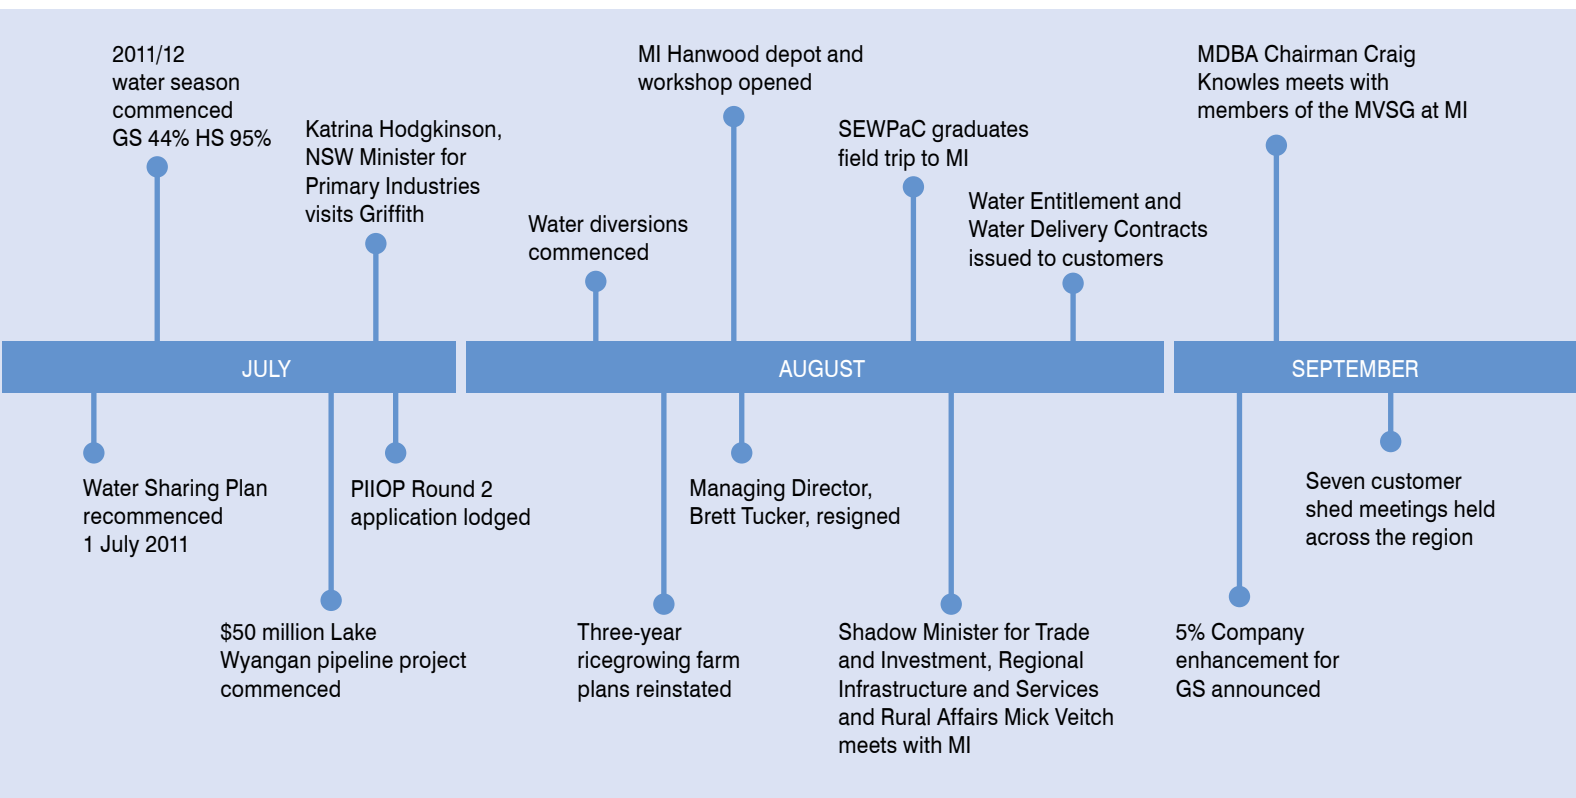 2011/12
water season
commenced
GS 44% HS 95%
Katrina Hodgkinson,
NSW Minister for
Primary Industries
visits Griffith
Water diversions
commenced
MI Hanwood depot and
workshop opened
SEWPaC graduates
field trip to MI
Water Entitlement and
Water Delivery Contracts
issued to customers
MDBA Chairman Craig
Knowles meets with
members of the MVSG at MI
JULY
AUGUST
SEPTEMBER
Water Sharing Plan
recommenced
1 July 2011
$50 million Lake
Wyangan pipeline project
commenced
PIIOP Round 2
application lodged
Three-year
ricegrowing farm
plans reinstated
Managing Director,
Brett Tucker, resigned
Shadow Minister for Trade
and Investment, Regional
Infrastructure and Services
and Rural Affairs Mick Veitch
meets with MI
5% Company
enhancement for
GS announced
Seven customer
shed meetings held
across the region